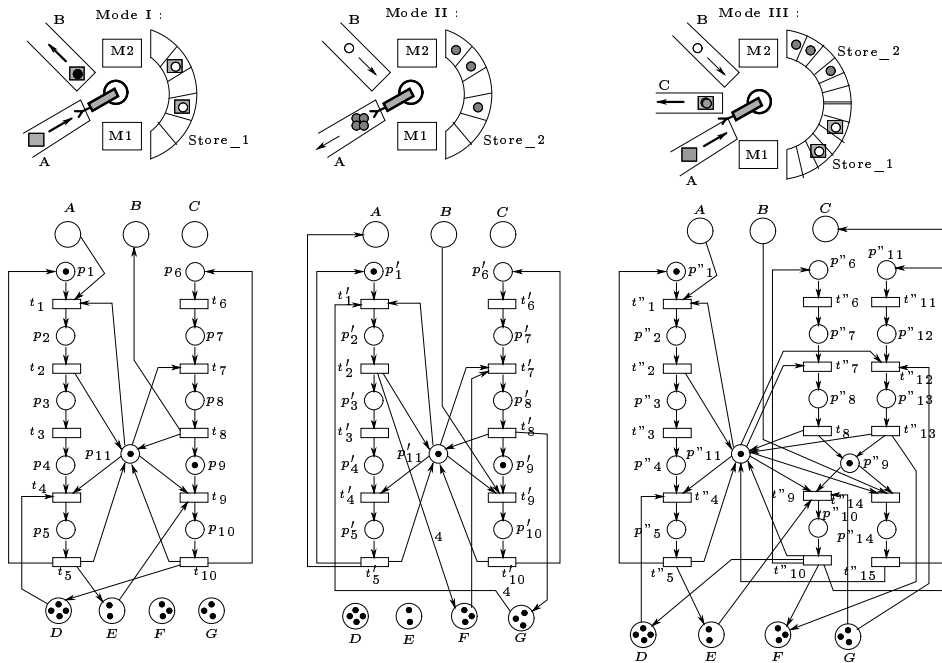 Mode I :
B
M2
M1
A
Store_1
Mode II :
B
M2
M1
A
Store_2
Mode III :
B
M2
Store_2
C
M1
A
Store_1
A B C
p1 p6
t1 t6
p2 p7
t2 t7
p3 p8
t3 t8
p4 p11 p9
t4 t9
p5 p10
t5 t10
D E F G
A B C
p'1 p'6
t'1 t'6
p'2 p'7
t'2 t'7
p'3 p'8
t'3 t'8
p'4 p'11 p'9
t'4 t'9
p'5 4 p'10
t'5 t'10
4
D E F G
A B C
p"1 p"6 p"11
t"1 t"6 t"11
p"2 p"7 p"12
t"2 t"7 t"12
p"3 p"8 p"13
t"3 t8 t"13
p"4 p"11 p"9
t"4 t"9 t"14
p"5 p"10 p"14
t"5 t"10 t"15
D E F G